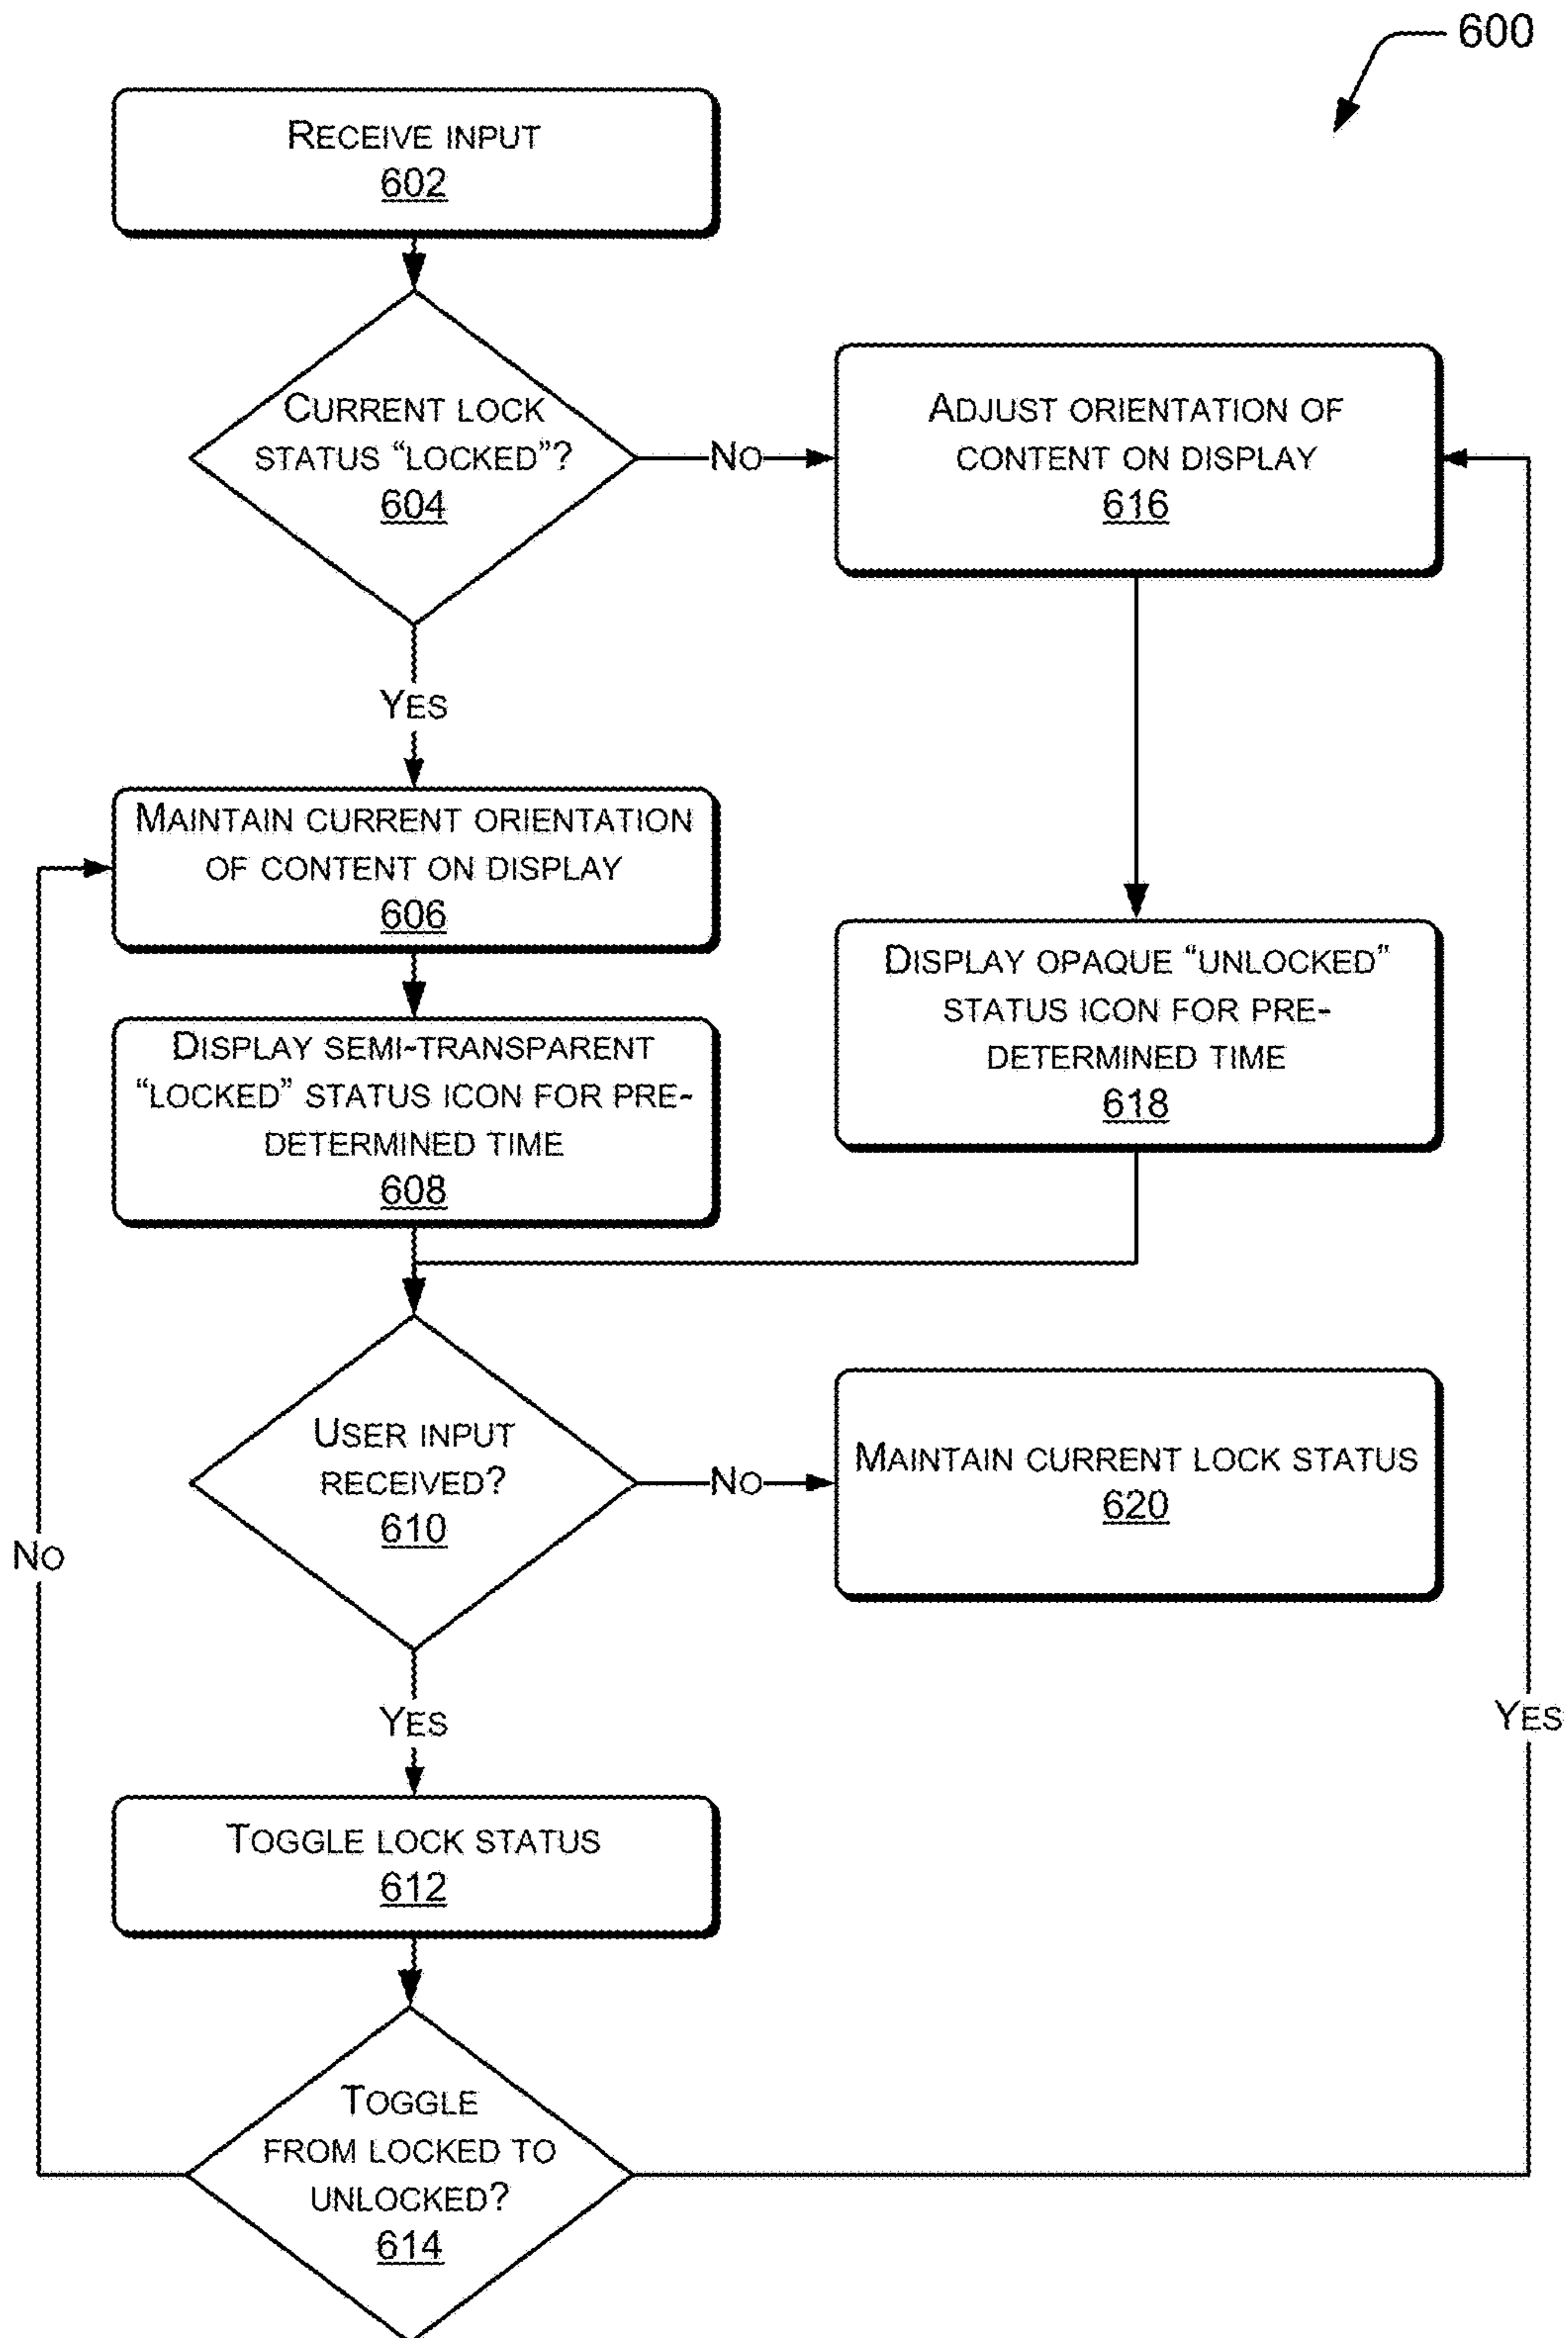 600
RECEIVE INPUT
602
CURRENT LOCK
STATUS “LOCKED”?
604
NO
ADJUST ORIENTATION OF
CONTENT ON DISPLAY
616
YES
MAINTAIN CURRENT ORIENTATION
OF CONTENT ON DISPLAY
606
DISPLAY OPAQUE “UNLOCKED”
STATUS ICON FOR PRE-
DETERMINED TIME
618
DISPLAY SEMI-TRANSPARENT
“LOCKED” STATUS ICON FOR PRE-
DETERMINED TIME
608
USER INPUT
RECEIVED?
610
NO
MAINTAIN CURRENT LOCK STATUS
620
NO
YES
YES
TOGGLE LOCK STATUS
612
TOGGLE
FROM LOCKED TO
UNLOCKED?
614